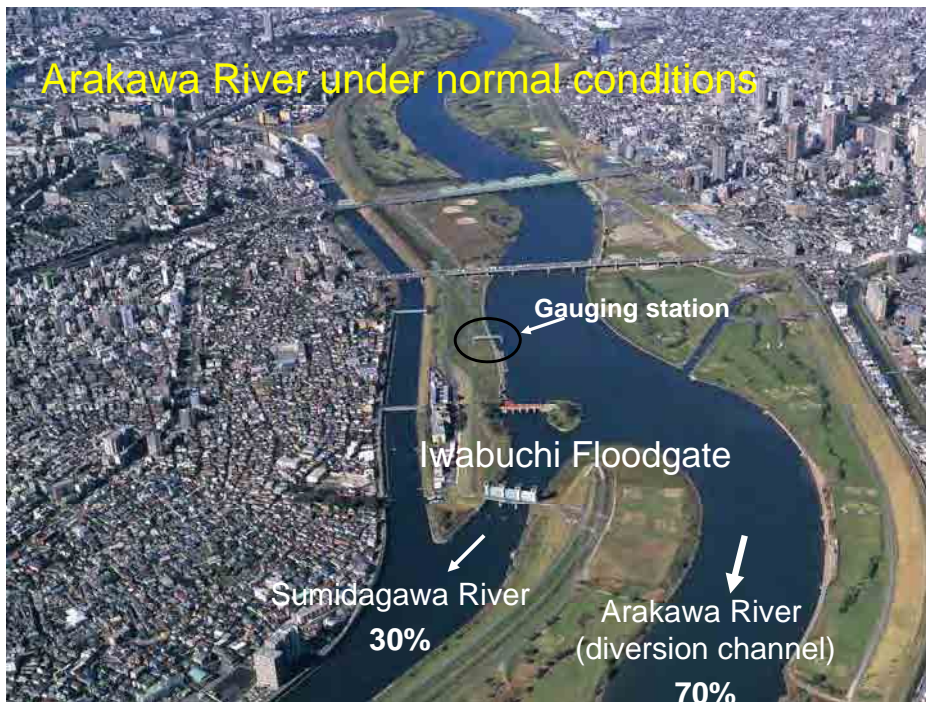 Arakawa River under normal conditions
Gauging station
Iwabuchi Floodgate
Sumidagawa River
30%
Arakawa River
(diversion channel)
70%